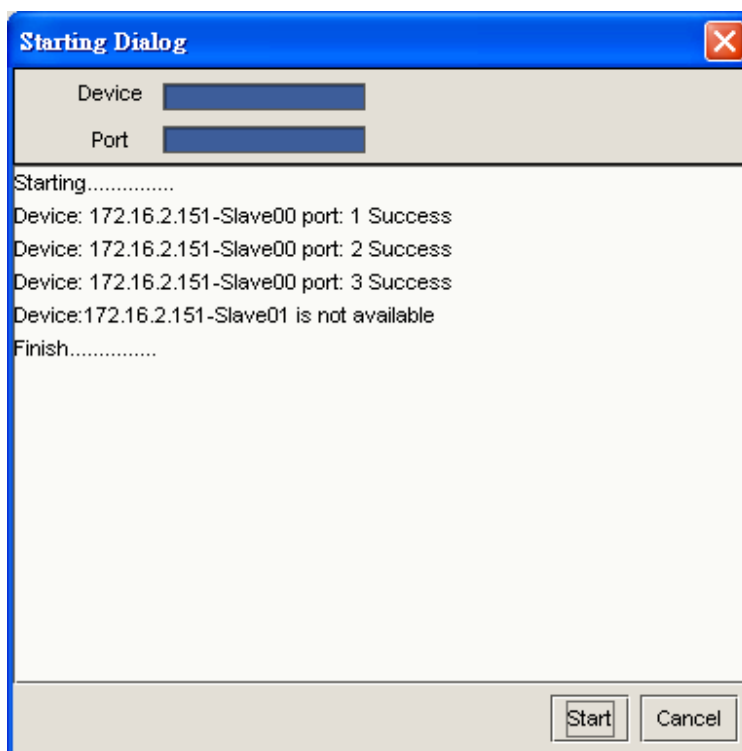 Starting Dialog
Device
Port
Starting...............
Device: 172.16.2.151-Slave00 port: 1 Success
Device: 172.16.2.151-Slave00 port: 2 Success
Device: 172.16.2.151-Slave00 port: 3 Success
Device:172.16.2.151-Slave01 is not available
Finish...............
Start Cancel